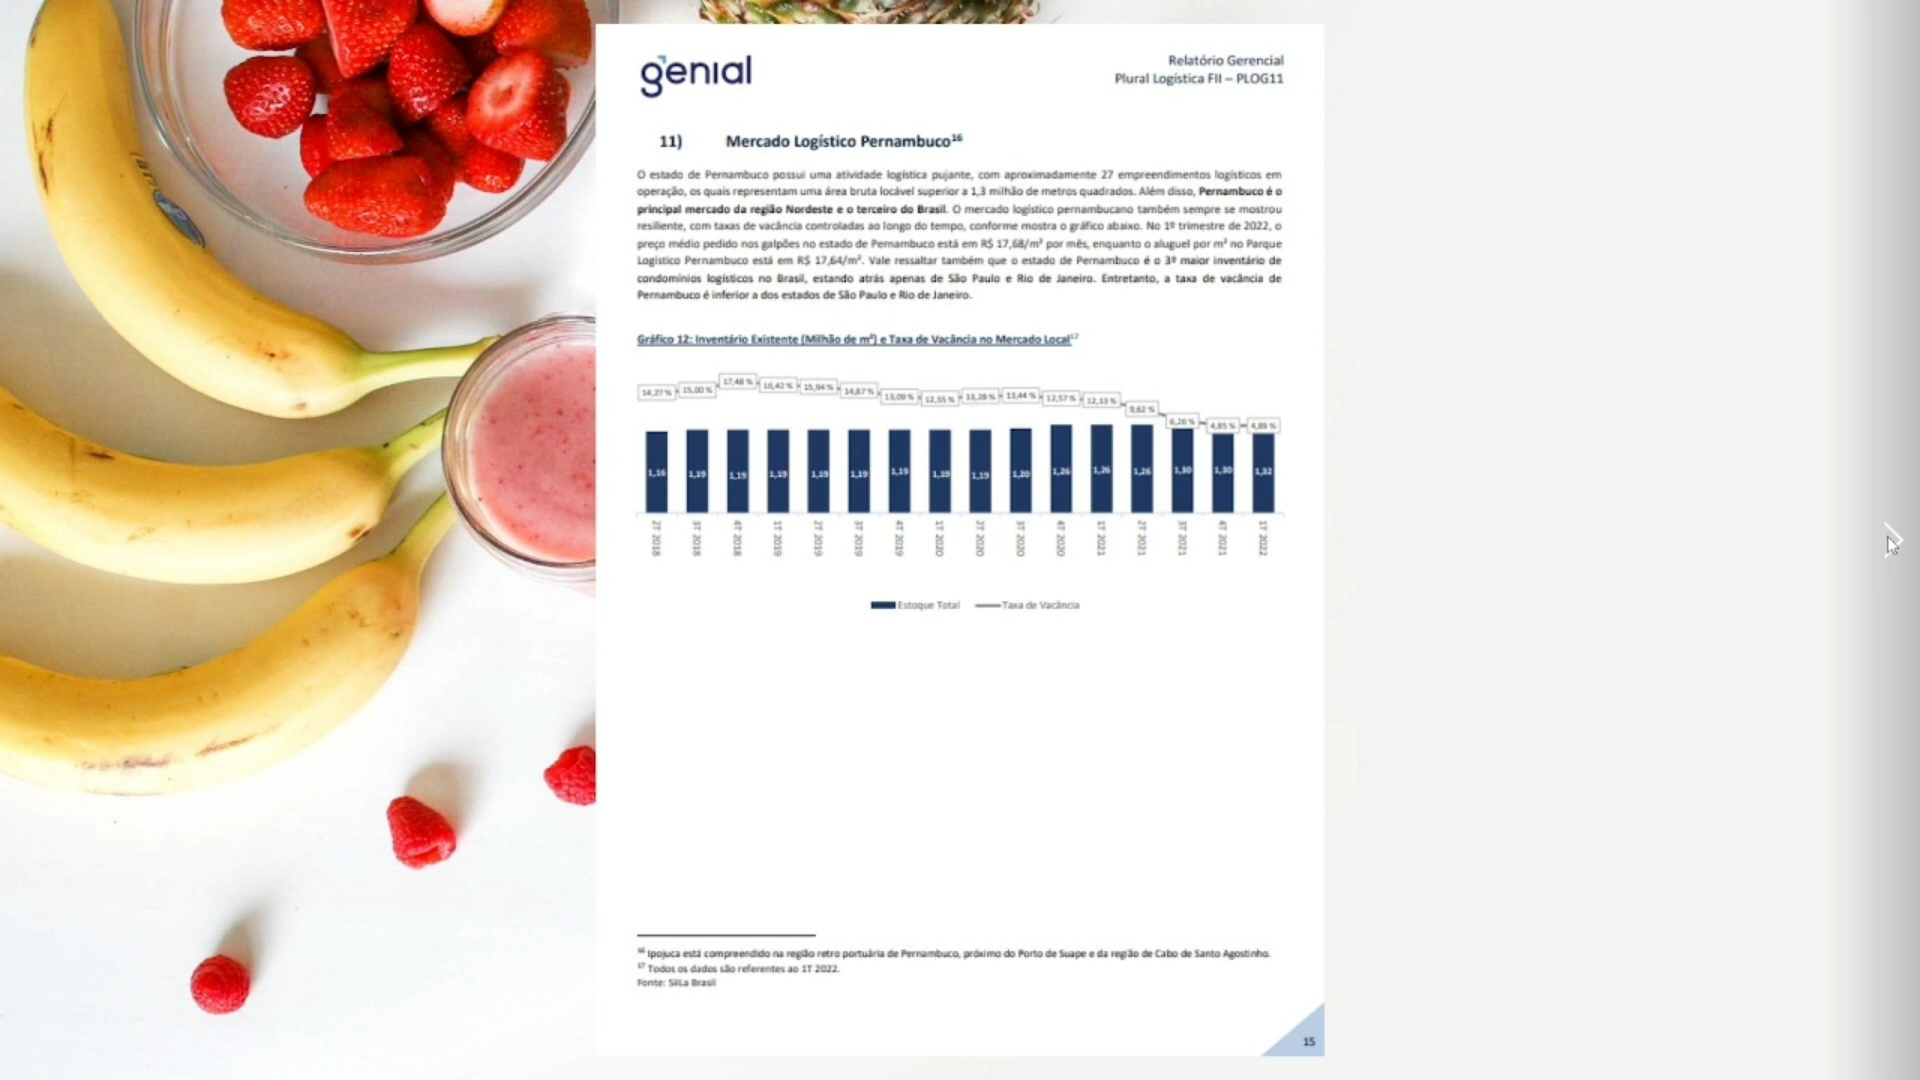 genial
Relatório Gerencial
Plural Logística FII – PLOG11
11) Mercado Logístico Pernambuco16
O estado de Pernambuco possui uma atividade logística pujante, com aproximadamente 27 empreendimentos logísticos em
operação, os quais representam uma área bruta locável superior a 1,3 milhão de metros quadrados. Além disso, Pernambuco é o
principal mercado da região Nordeste e o terceiro do Brasil. O mercado logístico pernambucano também sempre se mostrou
resiliente, com taxas de vacância controladas ao longo do tempo, conforme mostra o gráfico abaixo. No 1º trimestre de 2022, o
preço médio pedido nos galpões no estado de Pernambuco está em R$ 17,68/m² por mês, enquanto o aluguel por m² no Parque
Logístico Pernambuco está em R$ 17,64/m². Vale ressaltar também que o estado de Pernambuco é o 3º maior inventário de
condomínios logísticos no Brasil, estando atrás apenas de São Paulo e Rio de Janeiro. Entretanto, a taxa de vacância de
Pernambuco é inferior a dos estados de São Paulo e Rio de Janeiro.
Gráfico 12: Inventário Existente (Milhão de m²) e Taxa de Vacância no Mercado Local17
14,27 % 15,00 % 17,48 % 16,42 % 15,94 % 14,87 % 13,09 % 12,55 % 13,28 % 13,44 % 12,57 % 12,13 % 9,62 % 6,26 % 4,85 % 4,89 %
1,16 1,19 1,19 1,19 1,19 1,19 1,19 1,19 1,19 1,20 1,26 1,26 1,26 1,30 1,30 1,32
2T 2018 3T 2018 4T 2018 1T 2019 2T 2019 3T 2019 4T 2019 1T 2020 2T 2020 3T 2020 4T 2020 1T 2021 2T 2021 3T 2021 4T 2021 1T 2022
Estoque Total Taxa de Vacância
16 Ipojuca está compreendido na região retro portuária de Pernambuco, próximo do Porto de Suape e da região de Cabo de Santo Agostinho.
17 Todos os dados são referentes ao 1T 2022.
Fonte: SiiLa Brasil
15